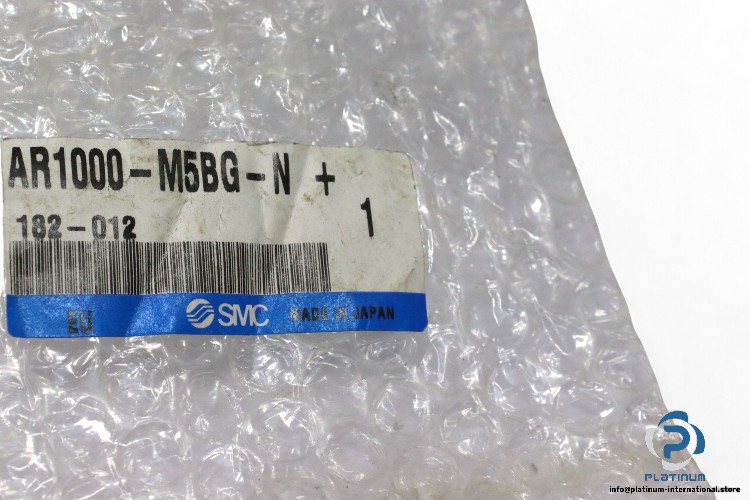 AR1000-M5BG-N +
182-012
1
EU SMC MADE IN JAPAN
PLATINUM
info@platinum-international.store